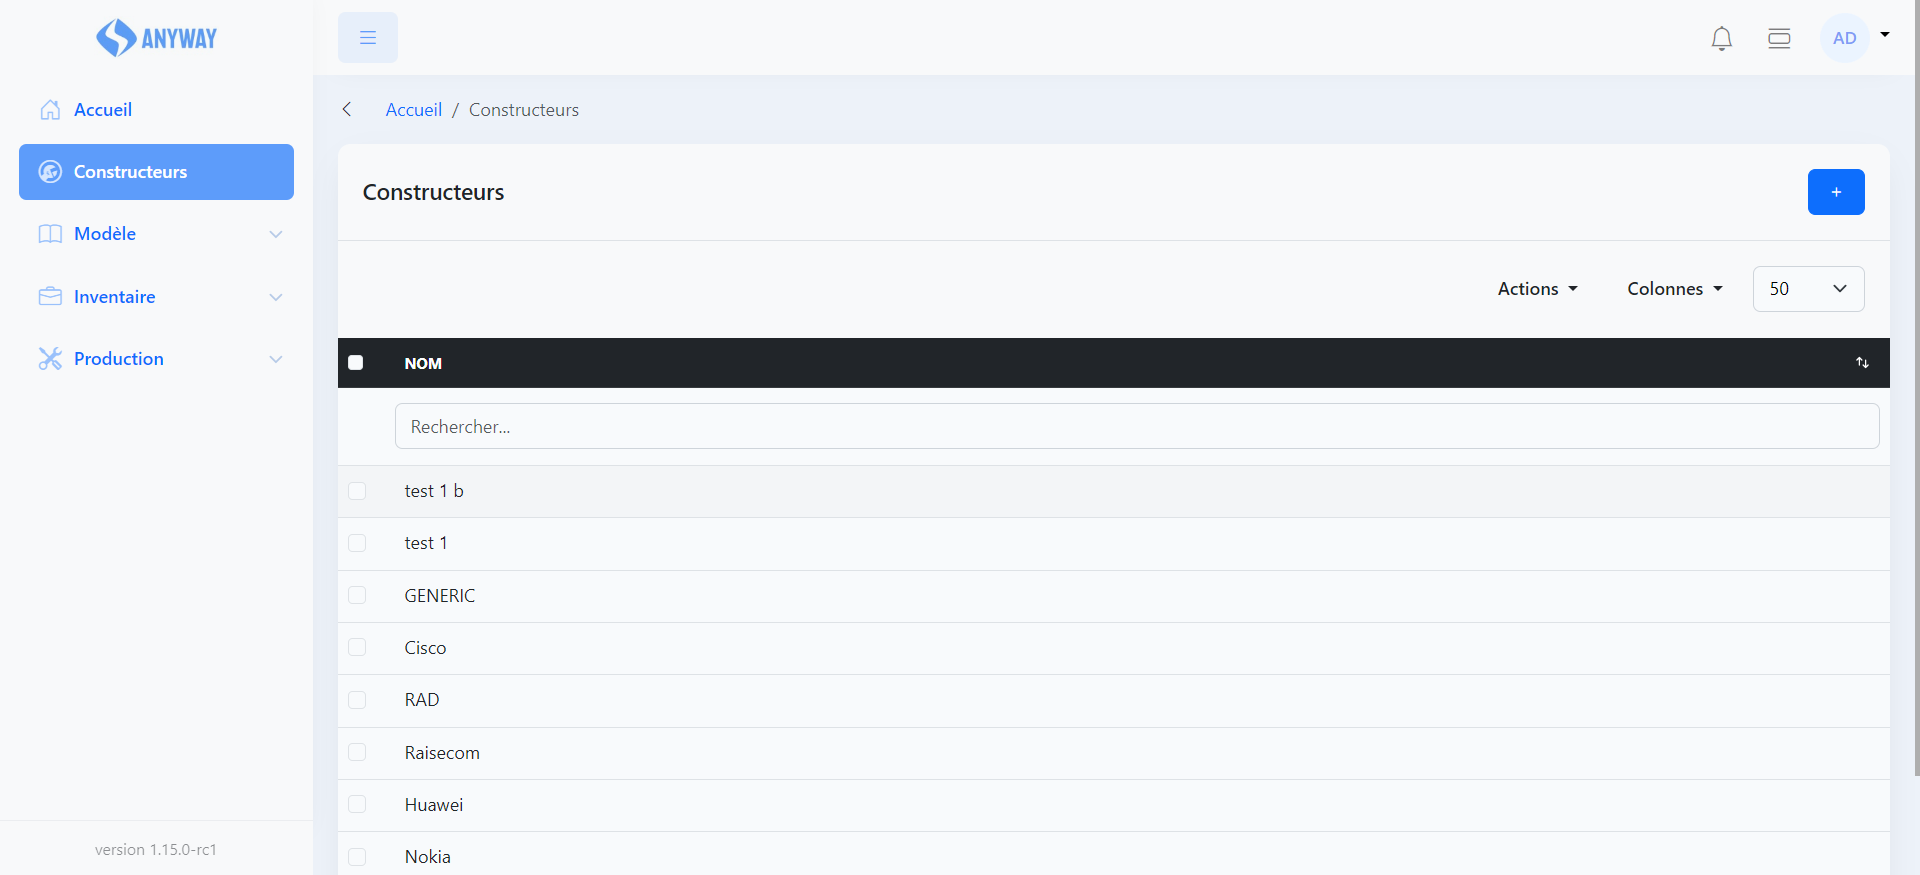 ANYWAY
AD
Accueil
Constructeurs
Modèle
Inventaire
Production
version 1.15.0-rc1
Accueil / Constructeurs
Constructeurs
+
Actions
Colonnes
50
NOM
Rechercher...
test 1 b
test 1
GENERIC
Cisco
RAD
Raisecom
Huawei
Nokia